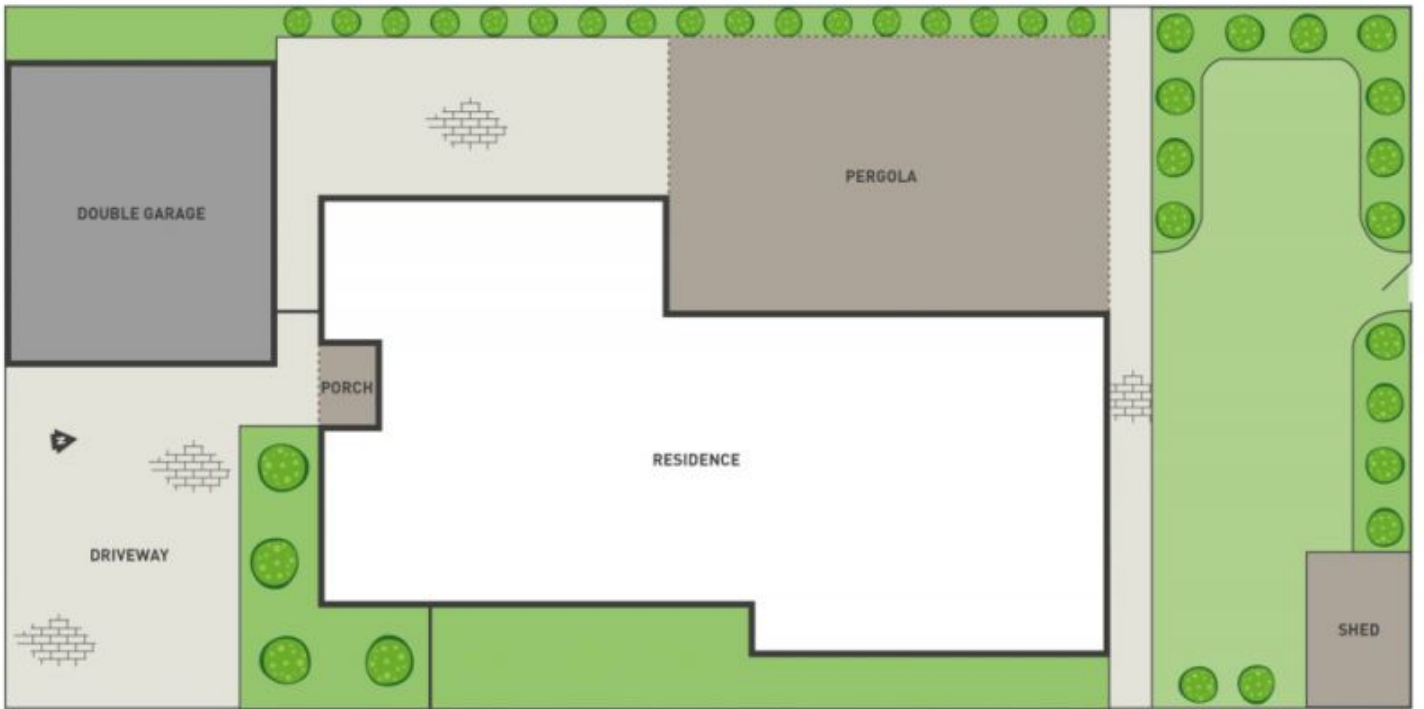 PERGOLA
DOUBLE GARAGE
PORCH
N
RESIDENCE
DRIVEWAY
SHED